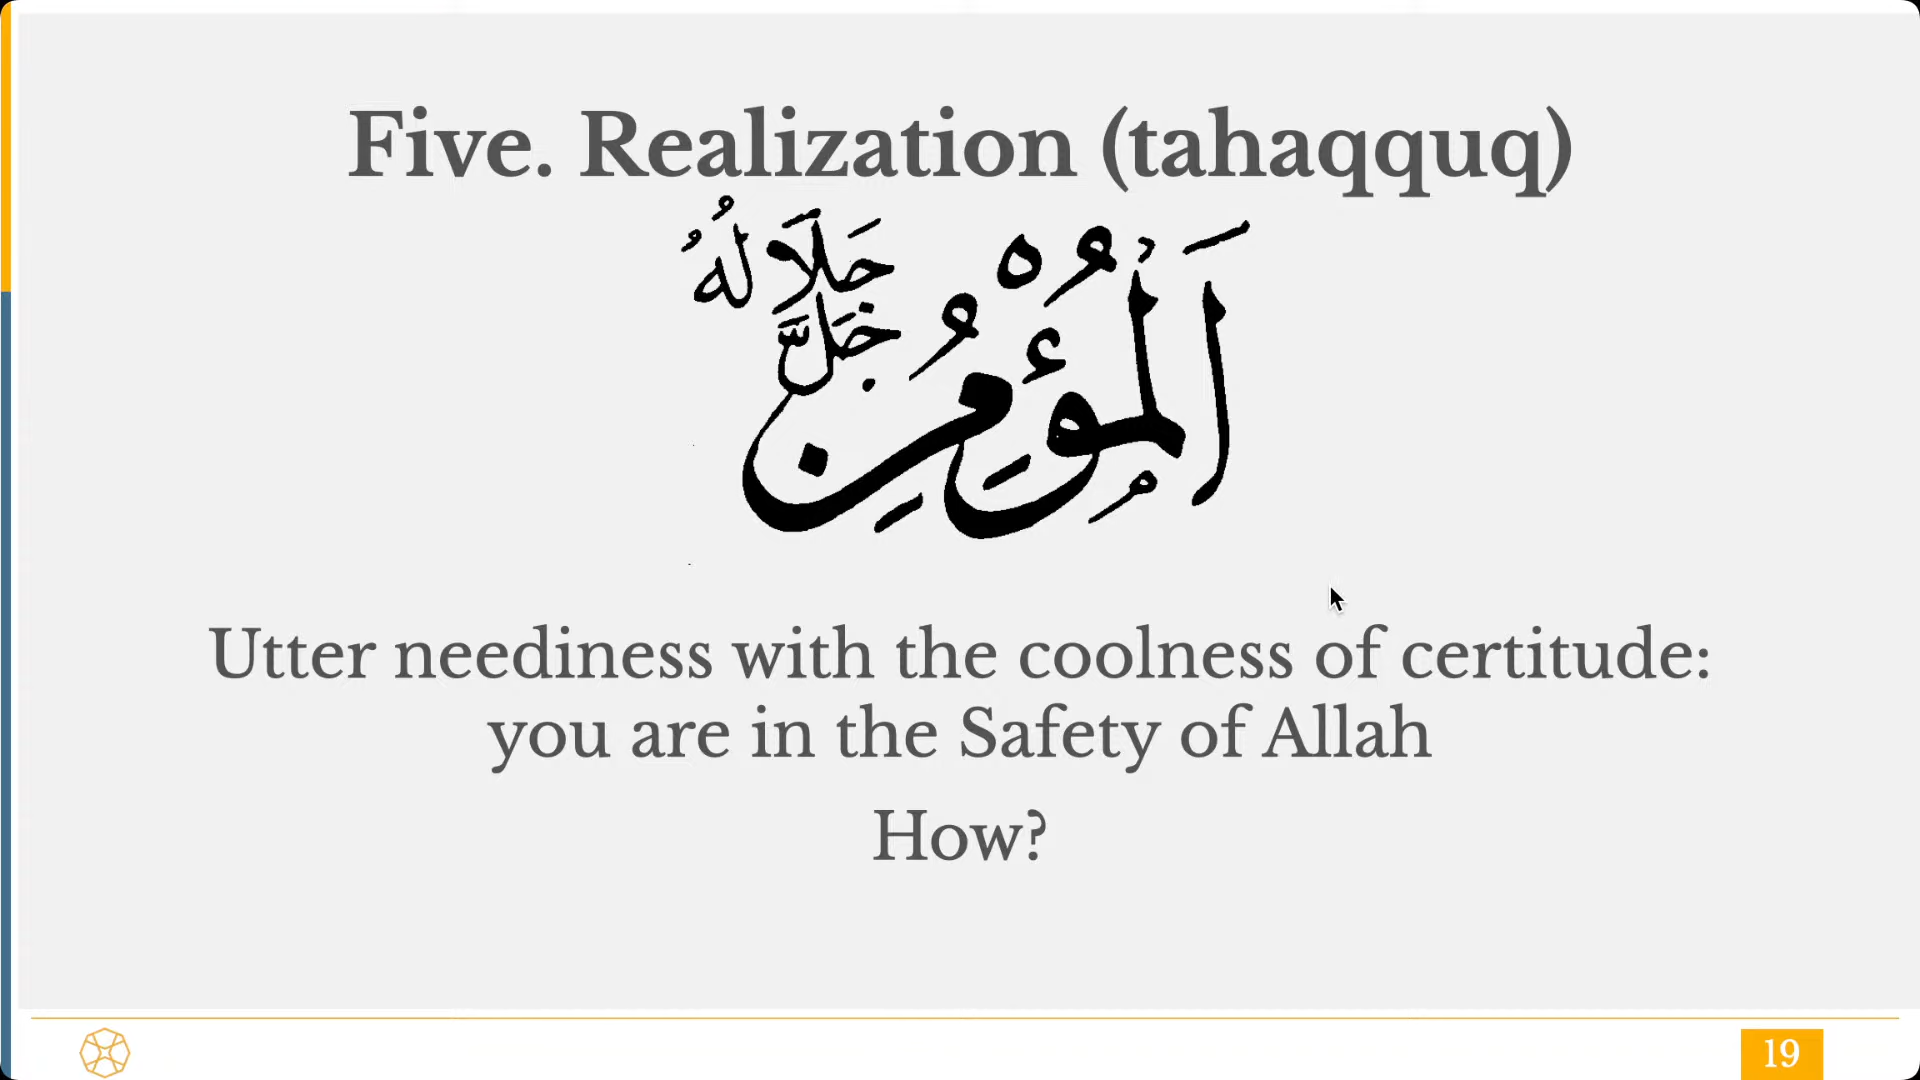 Five. Realization (tahaqquq)
اَلْمُؤْمِنُ جَلَّ جَلَالُهُ
Utter neediness with the coolness of certitude:
you are in the Safety of Allah
How?
19